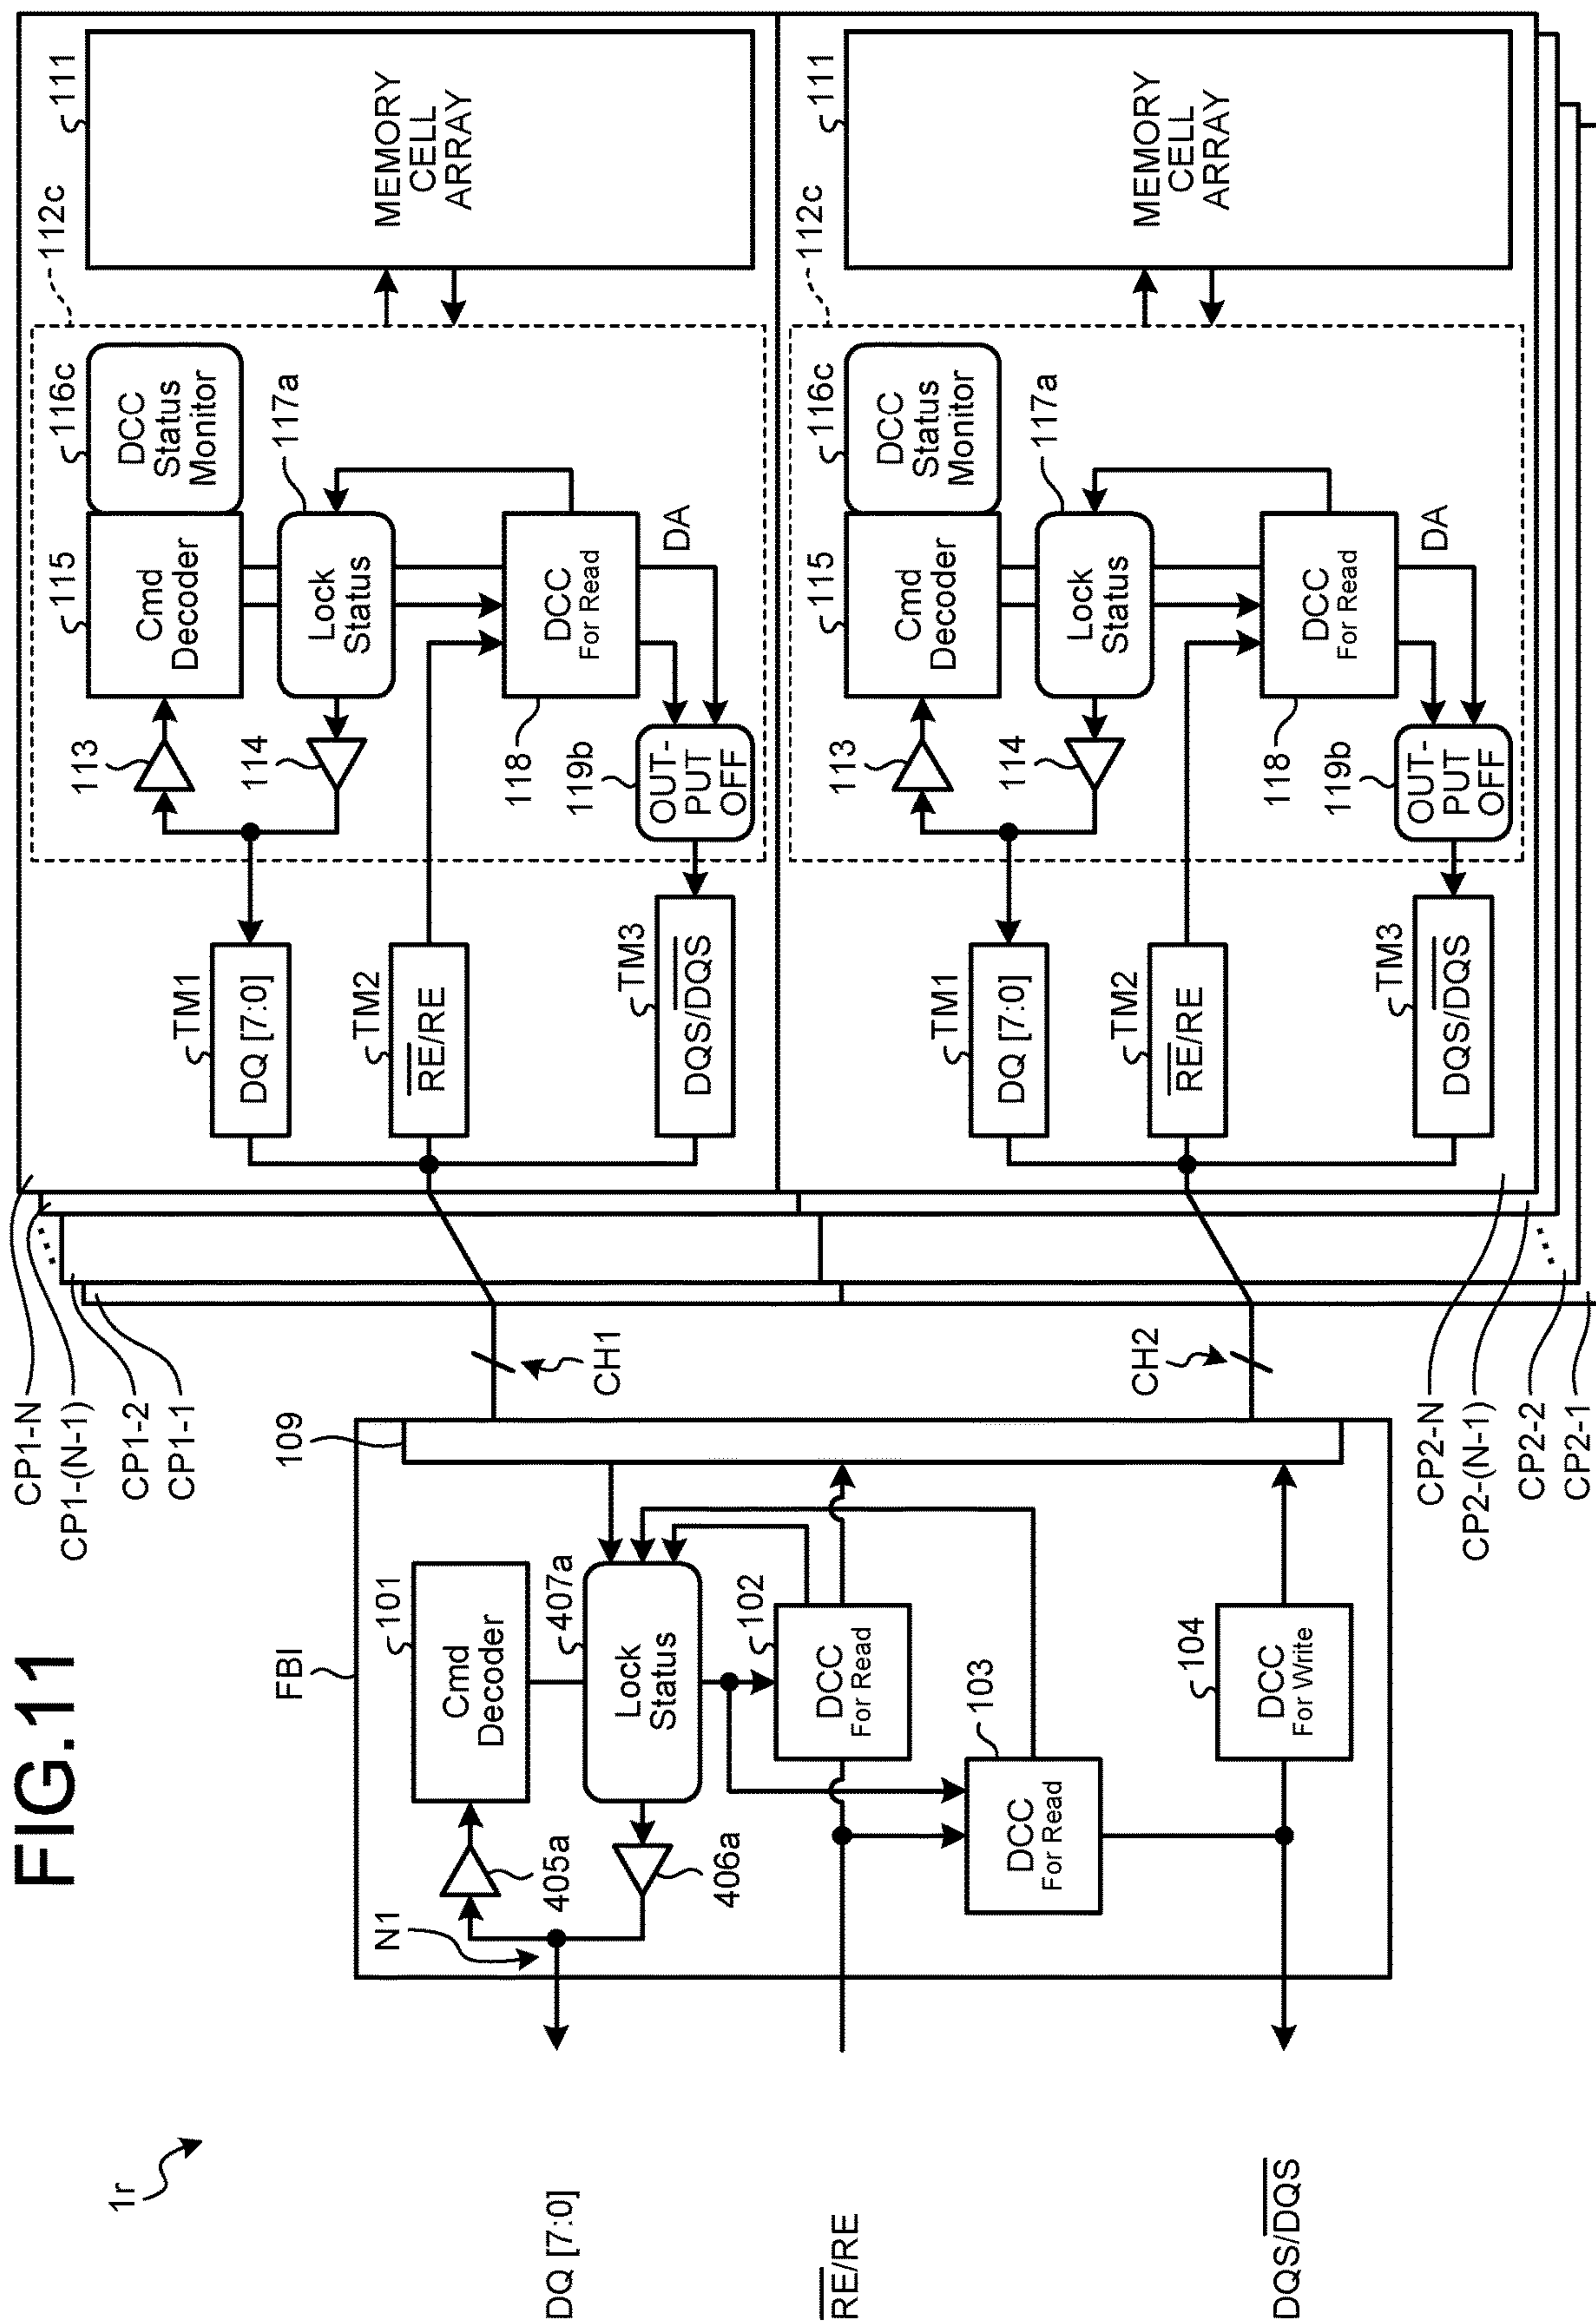 FIG.11
1r
DQ [7:0]
RE/RE
DQS/DQS
FBI
N1
405a
406a
101
Cmd
Decoder
407a
Lock
Status
102
DCC
For Read
103
DCC
For Read
104
DCC
For Write
109
CH1
CH2
CP1-N
CP1-(N-1)
CP1-2
CP1-1
CP2-N
CP2-(N-1)
CP2-2
CP2-1
TM1
DQ [7:0]
TM2
RE/RE
TM3
DQS/DQS
113
114
115
Cmd
Decoder
116c
DCC
Status
Monitor
117a
Lock
Status
118
DCC
For Read
DA
119b
OUT-
PUT
OFF
112c
111
MEMORY
CELL
ARRAY
TM1
DQ [7:0]
TM2
RE/RE
TM3
DQS/DQS
113
114
115
Cmd
Decoder
116c
DCC
Status
Monitor
117a
Lock
Status
118
DCC
For Read
DA
119b
OUT-
PUT
OFF
112c
111
MEMORY
CELL
ARRAY